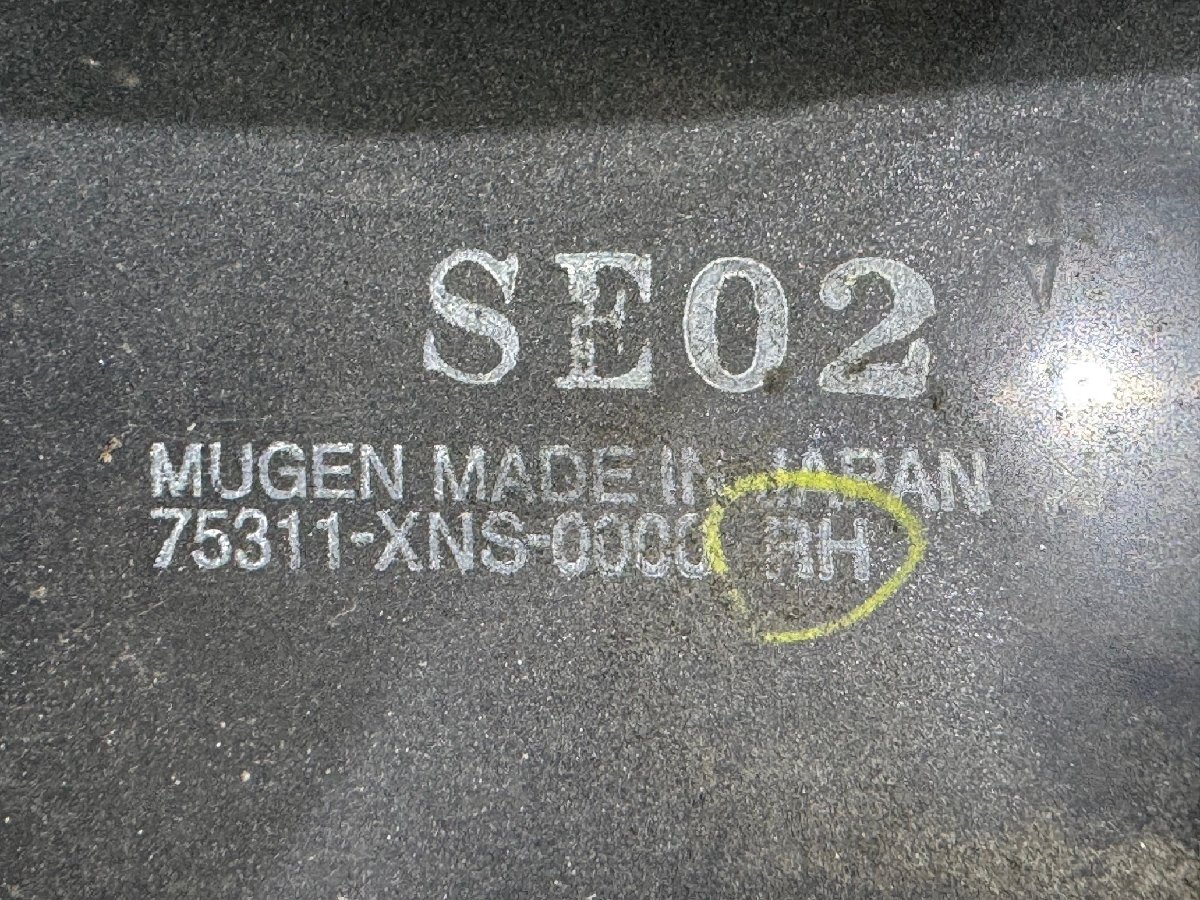 SE02
MUGEN MADE IN JAPAN
75311-XNS-0000 RH